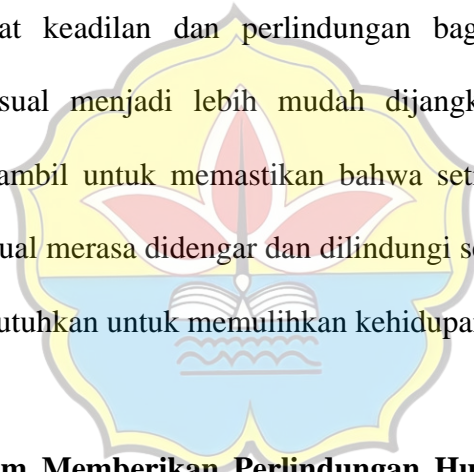 at keadilan dan perlindungan bag
sual menjadi lebih mudah dijangk
ambil untuk memastikan bahwa set
ual merasa didengar dan dilindungi s
utuhkan untuk memulihkan kehidupa
m Memberikan Perlindungan Hu